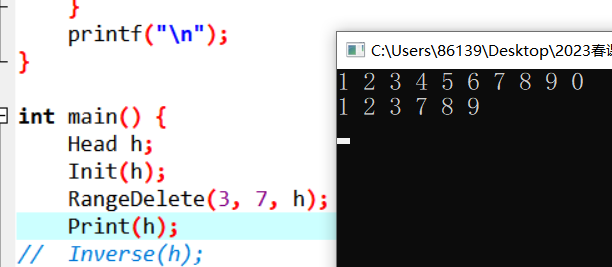 }
printf("\n");
}
int main() {
Head h;
Init(h);
RangeDelete(3, 7, h);
Print(h);
// Inverse(h);
C:\Users\86139\Desktop\2023春
1 2 3 4 5 6 7 8 9 0
1 2 3 7 8 9